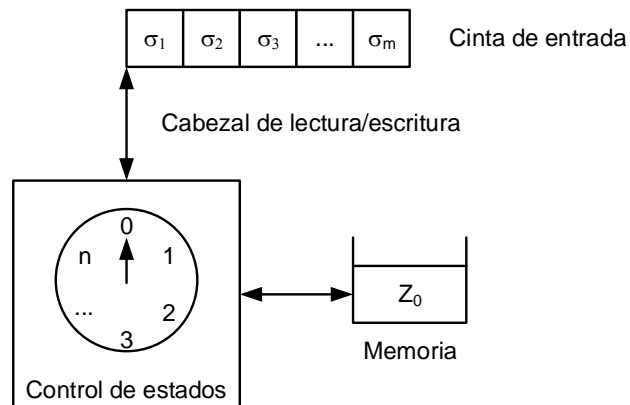 σ1 σ2 σ3 ... σm Cinta de entrada
Cabezal de lectura/escritura
0
n 1
... 2
3
Z0
Memoria
Control de estados